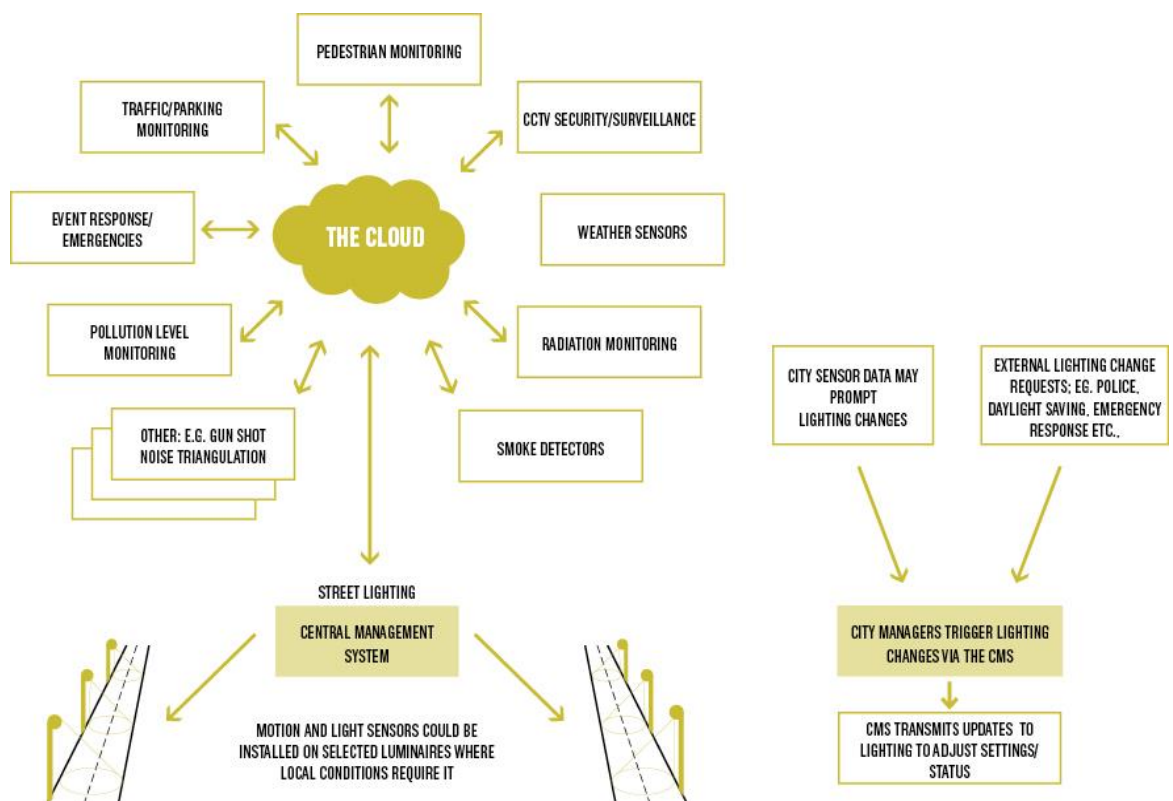 PEDESTRIAN MONITORING
TRAFFIC/PARKING
MONITORING
CCTV SECURITY/SURVEILLANCE
EVENT RESPONSE/
EMERGENCIES
THE CLOUD
WEATHER SENSORS
POLLUTION LEVEL
MONITORING
RADIATION MONITORING
OTHER: E.G. GUN SHOT
NOISE TRIANGULATION
SMOKE DETECTORS
STREET LIGHTING
CENTRAL MANAGEMENT
SYSTEM
MOTION AND LIGHT SENSORS COULD BE
INSTALLED ON SELECTED LUMINAIRES WHERE
LOCAL CONDITIONS REQUIRE IT
CITY SENSOR DATA MAY
PROMPT
LIGHTING CHANGES
EXTERNAL LIGHTING CHANGE
REQUESTS; EG. POLICE,
DAYLIGHT SAVING, EMERGENCY
RESPONSE ETC.,
CITY MANAGERS TRIGGER LIGHTING
CHANGES VIA THE CMS
CMS TRANSMITS UPDATES TO
LIGHTING TO ADJUST SETTINGS/
STATUS